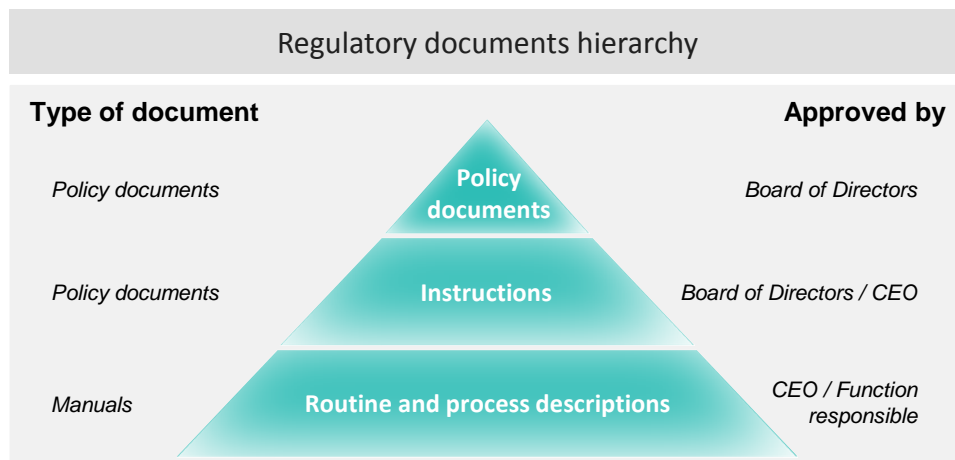 Regulatory documents hierarchy
Type of document
Approved by
Policy documents
Policy
documents
Board of Directors
Policy documents
Instructions
Board of Directors / CEO
Manuals
Routine and process descriptions
CEO / Function
responsible